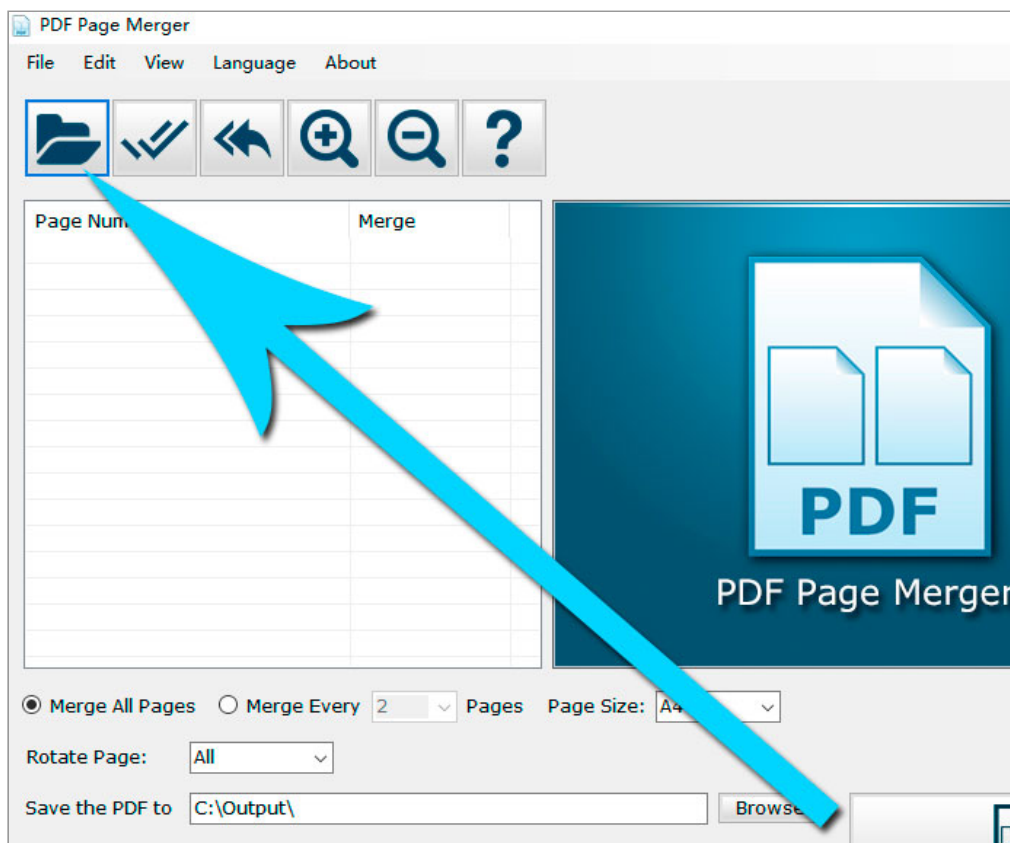 PDF Page Merger
File Edit View Language About
Page Num Merge
PDF
PDF Page Merger
Merge All Pages Merge Every 2 Pages Page Size: A4
Rotate Page: All
Save the PDF to C:\Output\ Browse